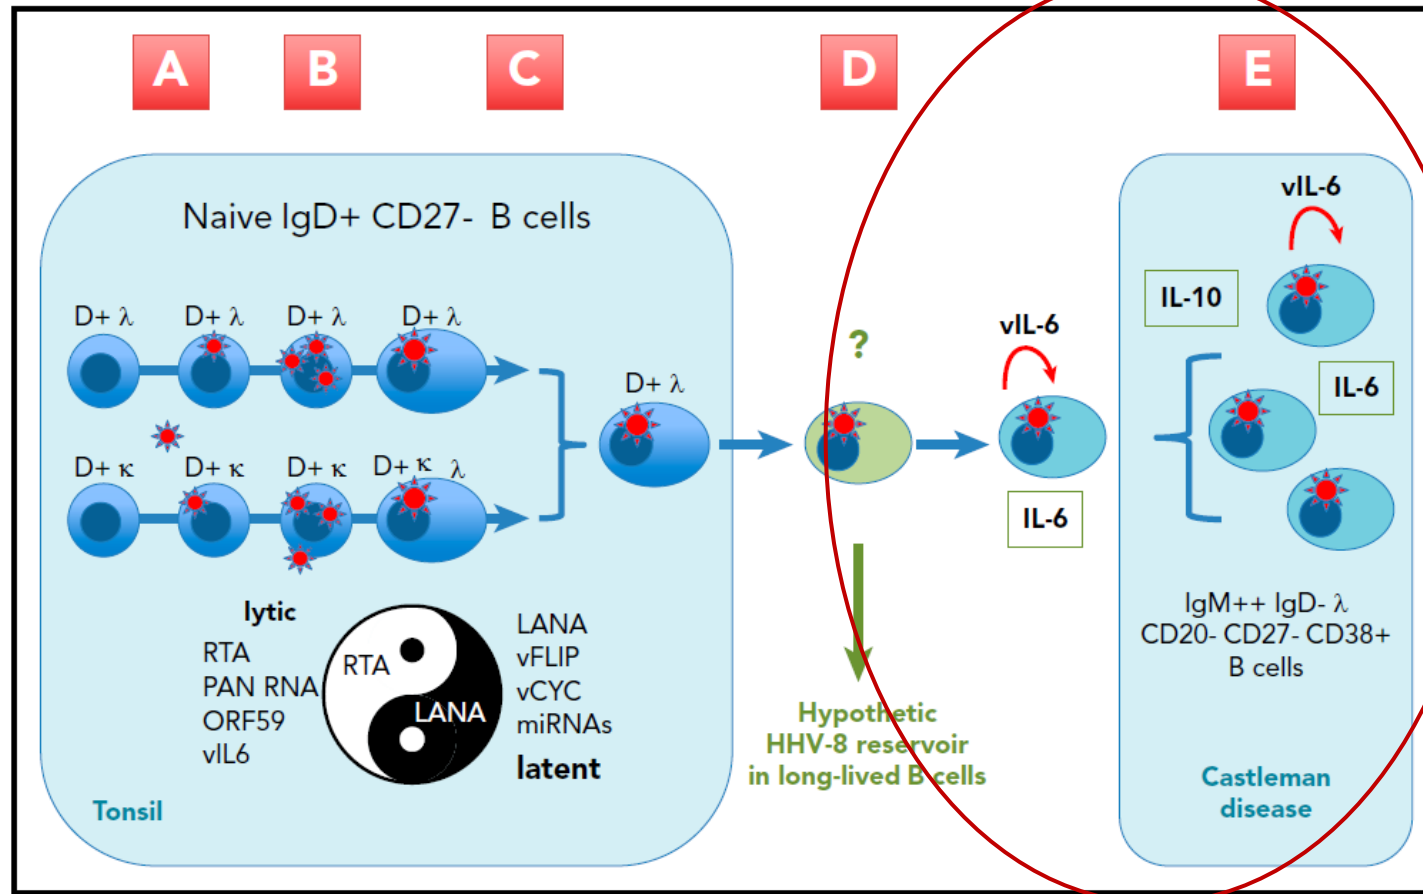 A B C D E
Naive IgD+ CD27- B cells
D+ λ D+ λ D+ λ D+ λ
D+ κ D+ κ D+ κ D+ κ λ
D+ λ
lytic
RTA
PAN RNA
ORF59
vIL6
RTA
LANA
LANA
vFLIP
vCYC
miRNAs
latent
Tonsil
?
Hypothetic
HHV-8 reservoir
in long-lived B cells
vIL-6
IL-6
vIL-6
IL-10
IL-6
IgM++ IgD- λ
CD20- CD27- CD38+
B cells
Castleman
disease